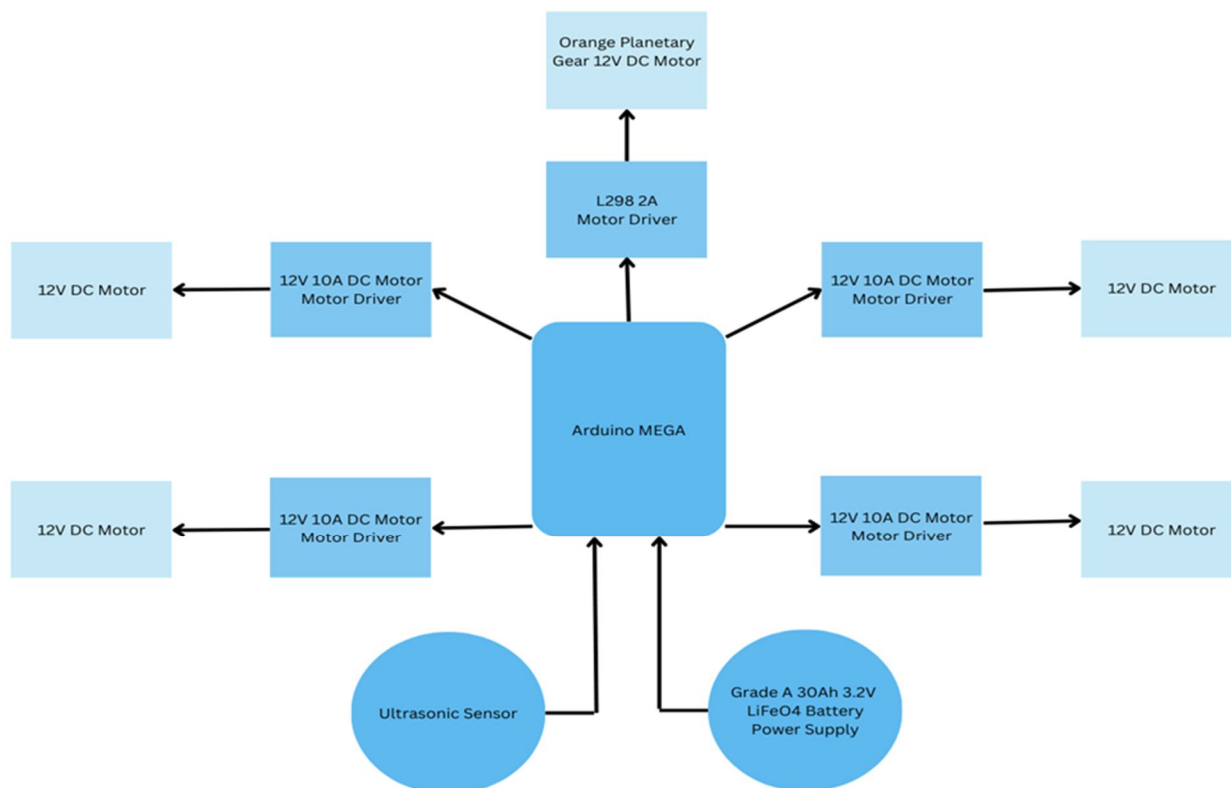 Orange Planetary
Gear 12V DC Motor
L298 2A
Motor Driver
12V DC Motor
12V 10A DC Motor
Motor Driver
12V 10A DC Motor
Motor Driver
12V DC Motor
Arduino MEGA
12V DC Motor
12V 10A DC Motor
Motor Driver
12V 10A DC Motor
Motor Driver
12V DC Motor
Ultrasonic Sensor
Grade A 30Ah 3.2V
LiFeO4 Battery
Power Supply